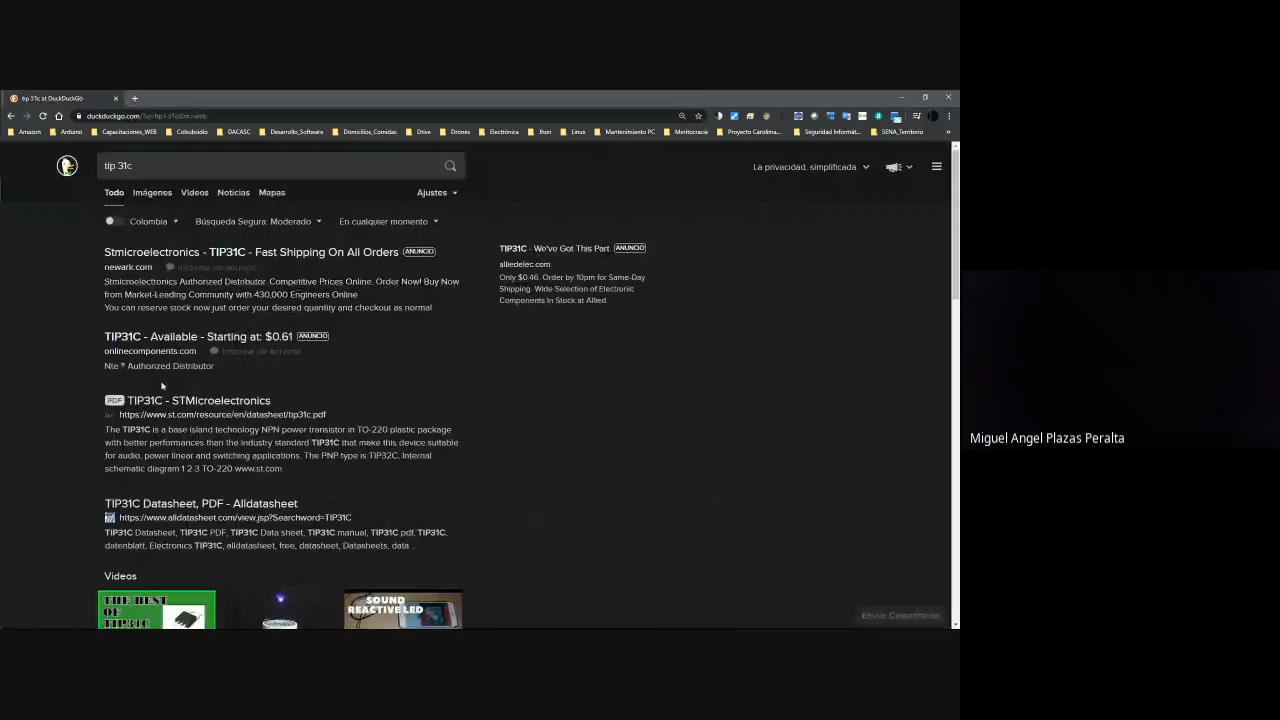 tip 31c at DuckDuckGo
duckduckgo.com
Amazon Arduino Capacitaciones_WEB Colsubsidio DACASC Desarrollo_Software Domicilios_Comidas Drive Drones Electrónica Jhon Linux Mantenimiento PC Meritocracia Proyecto Carolima... Seguridad Informát... SENA_Territorio
tip 31c
La privacidad, simplificada.
Todo Imágenes Videos Noticias Mapas Ajustes
Colombia Búsqueda Segura: Moderado En cualquier momento
Stmicroelectronics - TIP31C - Fast Shipping On All Orders ANUNCIO
newark.com Informar de anuncio
Stmicroelectronics Authorized Distributor. Competitive Prices Online. Order Now! Buy Now
from Market-Leading Community with 430,000 Engineers Online
You can reserve stock now just order your desired quantity and checkout as normal.
TIP31C - We've Got This Part. ANUNCIO
alliedelec.com
Only $0.46. Order by 10pm for Same-Day
Shipping. Wide Selection of Electronic
Components In Stock at Allied.
TIP31C - Available - Starting at: $0.61 ANUNCIO
onlinecomponents.com Informar de anuncio
Nte ® Authorized Distributor
PDF TIP31C - STMicroelectronics
https://www.st.com/resource/en/datasheet/tip31c.pdf
The TIP31C is a base island technology NPN power transistor in TO-220 plastic package
with better performances than the industry standard TIP31C that make this device suitable
for audio, power linear and switching applications. The PNP type is TIP32C. Internal
schematic diagram 1 2 3 TO-220 www.st.com
TIP31C Datasheet, PDF - Alldatasheet
https://www.alldatasheet.com/view.jsp?Searchword=TIP31C
TIP31C Datasheet, TIP31C PDF, TIP31C Data sheet, TIP31C manual, TIP31C pdf, TIP31C,
datenblatt, Electronics TIP31C, alldatasheet, free, datasheet, Datasheets, data ...
Videos
THE BEST
OF
TIP31C
SOUND
REACTIVE LED
Enviar Comentarios
Miguel Angel Plazas Peralta